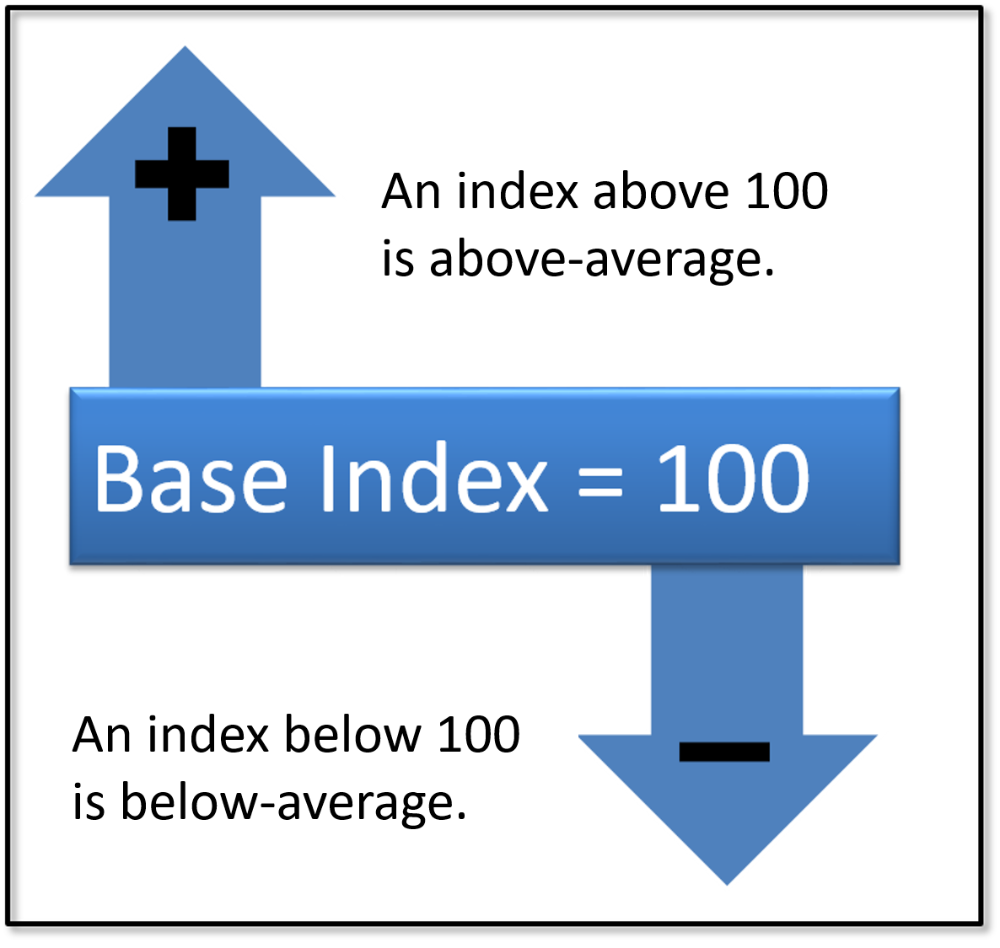 An index above 100
is above-average.
Base Index = 100
An index below 100
is below-average.